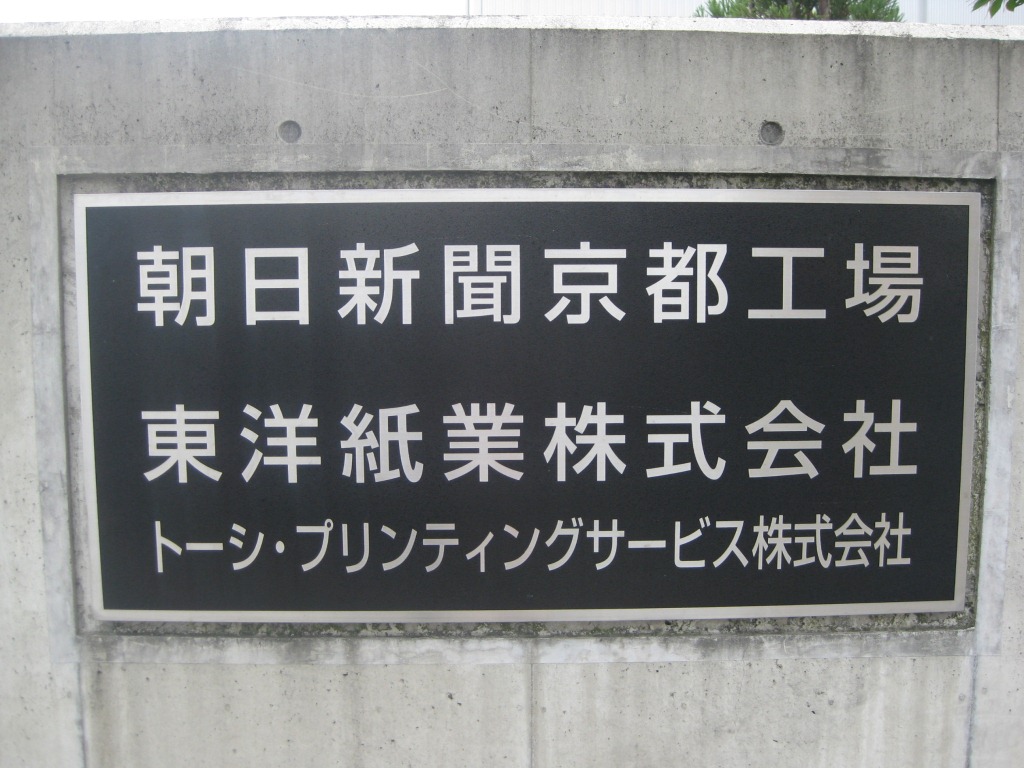 朝日新聞京都工場
東洋紙業株式会社
トーシ・プリンティングサービス株式会社